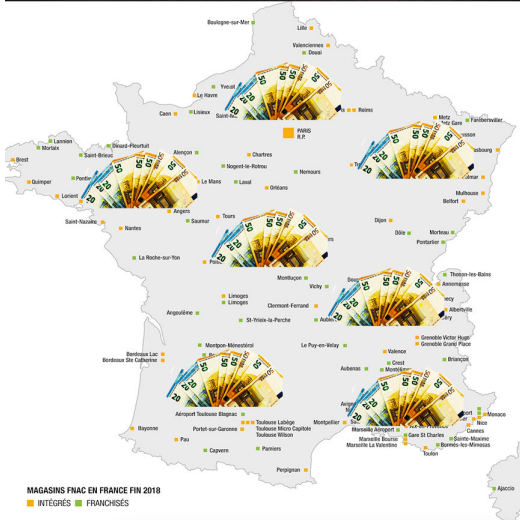 Boulogne-sur-Mer
Lille
Valenciennes
Douai
Le Havre
Caen
Lisieux
Reims
PARIS
R.P.
Metz
Metz Gare
Farébersviller
Lannion
Morlaix
Dinard-Pleurtuit
Saint-Brieuc
Brest
Quimper
Lorient
Alençon
Chartres
Nogent-le-Rotrou
Nemours
Le Mans
Laval
Orléans
Mulhouse
Belfort
Angers
Saumur
Tours
Saint-Nazaire
Nantes
Dijon
Dôle
Morteau
Pontarlier
La Roche-sur-Yon
Montluçon
Vichy
Thonon-les-Bains
Annemasse
Limoges
Limoges
Clermont-Ferrand
Albertville
Angoulême
St-Yrieix-la-Perche
Grenoble Victor Hugo
Grenoble Grand Place
Bordeaux Lac
Bordeaux Ste Catherine
Montpon-Ménestérol
Le Puy-en-Velay
Valence
Crest
Briançon
Aubenas
Aéroport Toulouse Blagnac
Toulouse Labège
Portet-sur-Garonne
Toulouse Micro Capitole
Toulouse Wilson
Montpellier
Monaco
Nice
Cannes
Bayonne
Pau
Capvern
Pamiers
Marseille Aéroport
Gare St Charles
Marseille Bourse
Marseille La Valentine
Sainte-Maxime
Bormes-les-Mimosas
Toulon
Perpignan
Ajaccio
MAGASINS FNAC EN FRANCE FIN 2018
INTÉGRÉS FRANCHISÉS